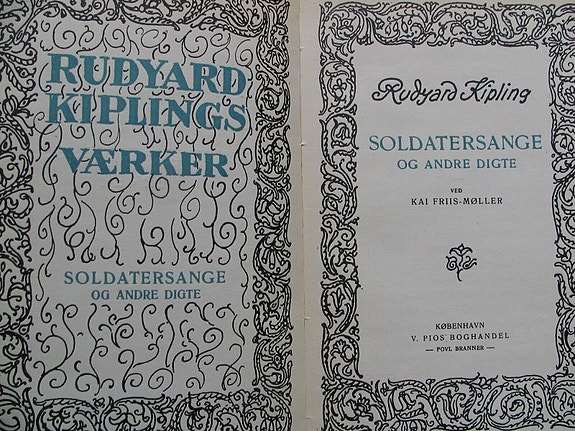 RUDYARD
KIPLINGS
VÆRKER
SOLDATERSANGE
OG ANDRE DIGTE
Rudyard Kipling
SOLDATERSANGE
OG ANDRE DIGTE
VED
KAI FRIIS-MØLLER
KØBENHAVN
V. PIOS BOGHANDEL
— POVL BRANNER —